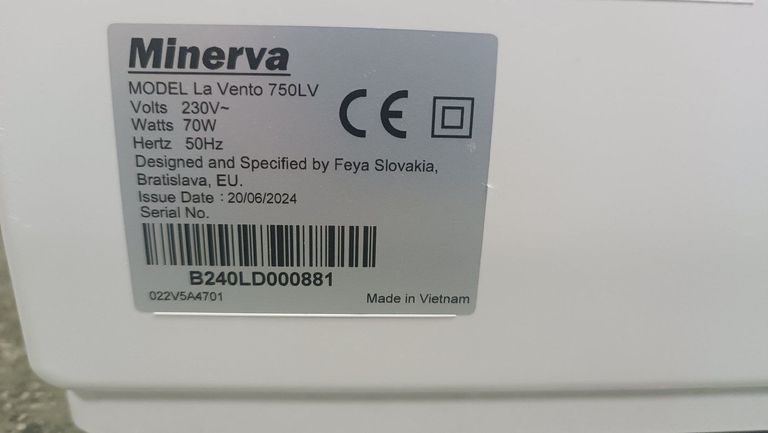 Minerva
MODEL La Vento 750LV
Volts 230V~
Watts 70W
Hertz 50Hz
CE
Designed and Specified by Feya Slovakia,
Bratislava, EU.
Issue Date : 20/06/2024
Serial No.
B240LD000881
022V5A4701
Made in Vietnam